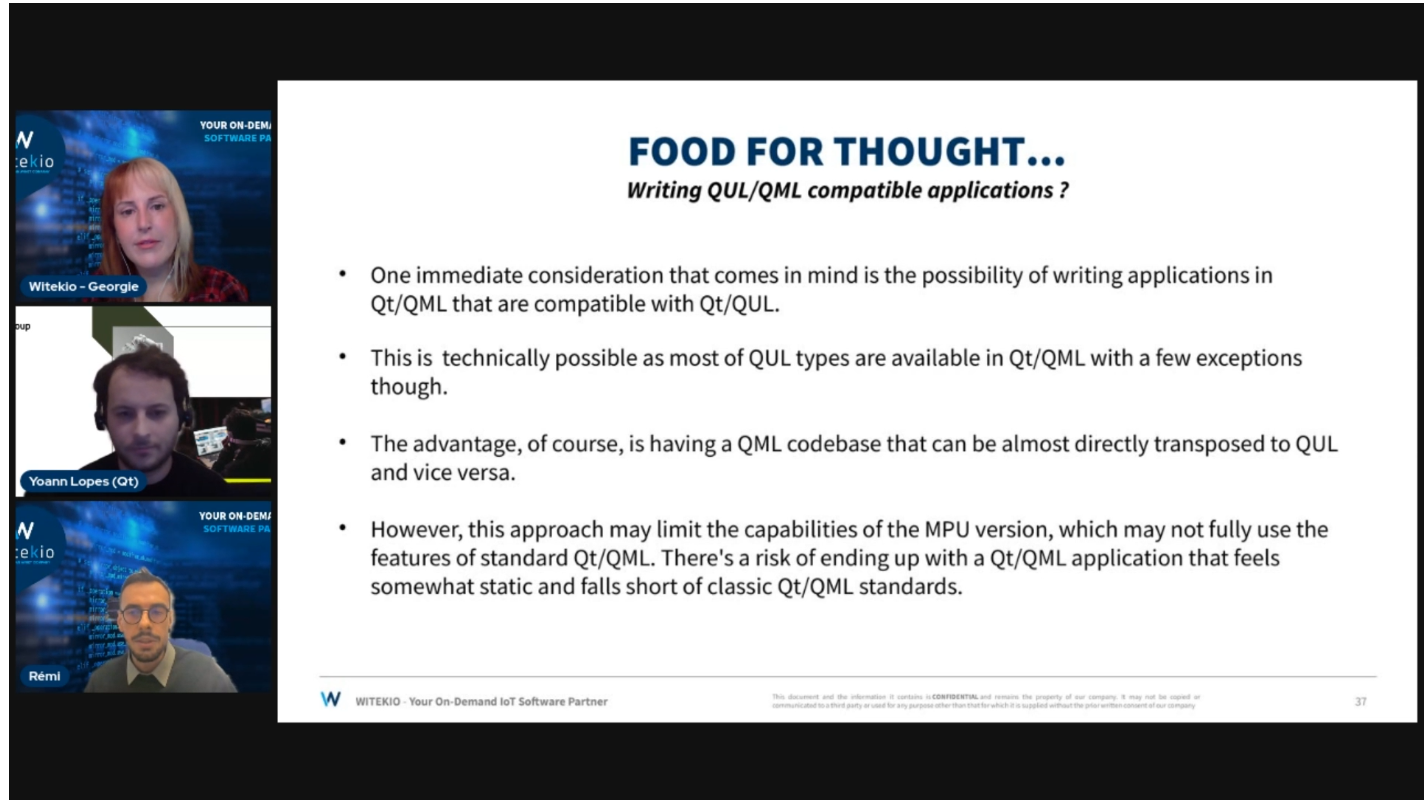 YOUR ON-DEMA
SOFTWARE PA
W
tekio
Witekio – Georgie
oup
Yoann Lopes (Qt)
YOUR ON-DEMA
SOFTWARE PA
W
tekio
Rémi
FOOD FOR THOUGHT...
Writing QUL/QML compatible applications ?
• One immediate consideration that comes in mind is the possibility of writing applications in
Qt/QML that are compatible with Qt/QUL.
• This is  technically possible as most of QUL types are available in Qt/QML with a few exceptions
though.
• The advantage, of course, is having a QML codebase that can be almost directly transposed to QUL
and vice versa.
• However, this approach may limit the capabilities of the MPU version, which may not fully use the
features of standard Qt/QML. There's a risk of ending up with a Qt/QML application that feels
somewhat static and falls short of classic Qt/QML standards.
W WITEKIO - Your On-Demand IoT Software Partner
This document and the information it contains is CONFIDENTIAL and remains the property of our company. It may not be copied or
communicated to a third party or used for any purpose other than that for which it is supplied without the prior written consent of our company
37